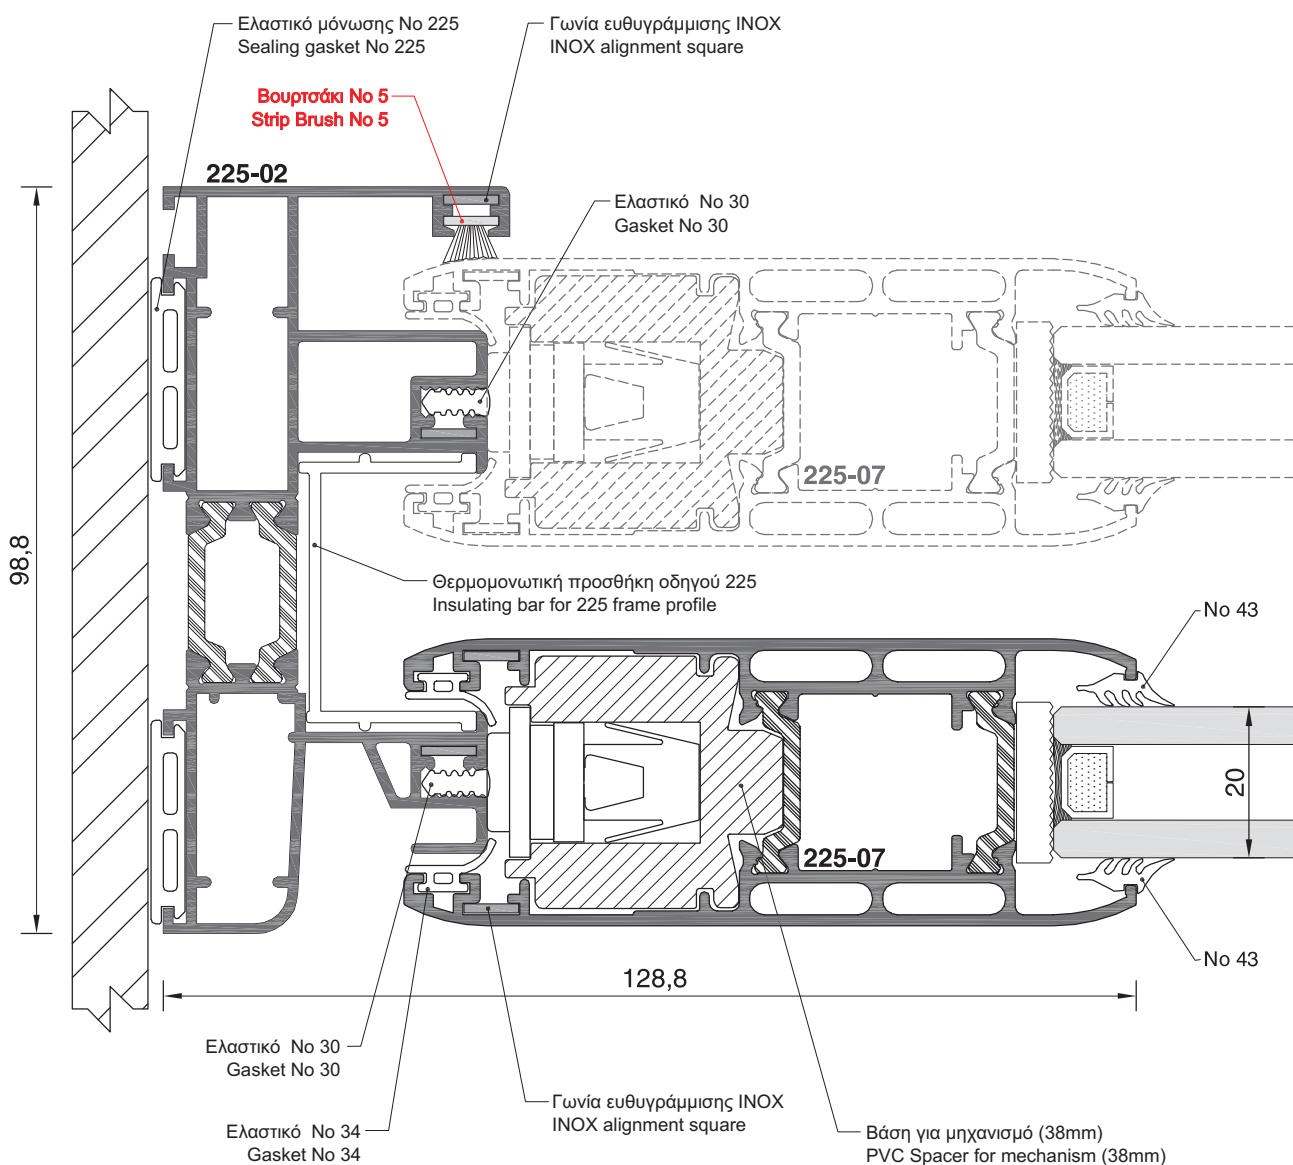 Ελαστικό μόνωσης No 225
Sealing gasket No 225
Γωνία ευθυγράμμισης INOX
INOX alignment square
Βουρτσάκι No 5
Strip Brush No 5
225-02
Ελαστικό No 30
Gasket No 30
225-07
98,8
Θερμομονωτική προσθήκη οδηγού 225
Insulating bar for 225 frame profile
No 43
20
225-07
No 43
128,8
Ελαστικό No 30
Gasket No 30
Γωνία ευθυγράμμισης INOX
INOX alignment square
Ελαστικό No 34
Gasket No 34
Βάση για μηχανισμό (38mm)
PVC Spacer for mechanism (38mm)